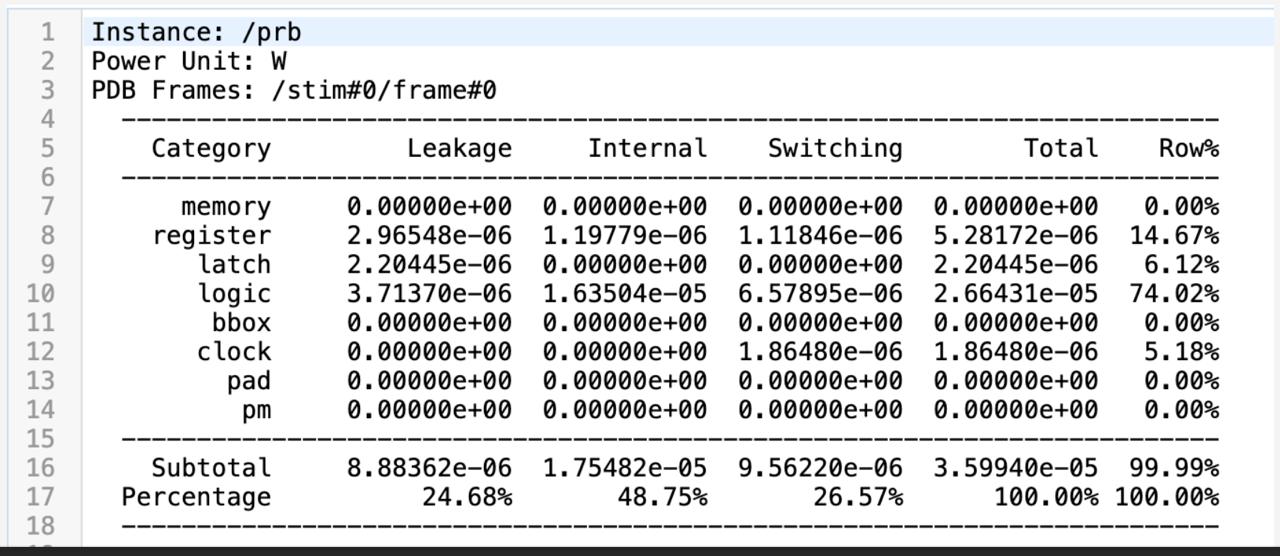 1 Instance: /prb
2 Power Unit: W
3 PDB Frames: /stim#0/frame#0
4 -------------------------------------------------------------------------
5 Category Leakage Internal Switching Total Row%
6 -------------------------------------------------------------------------
7 memory 0.00000e+00 0.00000e+00 0.00000e+00 0.00000e+00 0.00%
8 register 2.96548e-06 1.19779e-06 1.11846e-06 5.28172e-06 14.67%
9 latch 2.20445e-06 0.00000e+00 0.00000e+00 2.20445e-06 6.12%
10 logic 3.71370e-06 1.63504e-05 6.57895e-06 2.66431e-05 74.02%
11 bbox 0.00000e+00 0.00000e+00 0.00000e+00 0.00000e+00 0.00%
12 clock 0.00000e+00 0.00000e+00 1.86480e-06 1.86480e-06 5.18%
13 pad 0.00000e+00 0.00000e+00 0.00000e+00 0.00000e+00 0.00%
14 pm 0.00000e+00 0.00000e+00 0.00000e+00 0.00000e+00 0.00%
15 -------------------------------------------------------------------------
16 Subtotal 8.88362e-06 1.75482e-05 9.56220e-06 3.59940e-05 99.99%
17 Percentage 24.68% 48.75% 26.57% 100.00% 100.00%
18 -------------------------------------------------------------------------